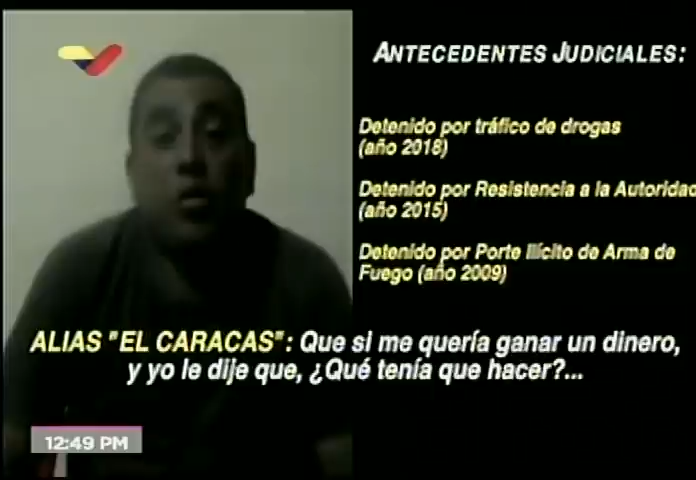 ANTECEDENTES JUDICIALES:
Detenido por tráfico de drogas
(año 2018)
Detenido por Resistencia a la Autoridad
(año 2015)
Detenido por Porte Ilícito de Arma de
Fuego (año 2009)
ALIAS "EL CARACAS": Que si me quería ganar un dinero,
y yo le dije que, ¿Qué tenía que hacer?...
12:49 PM